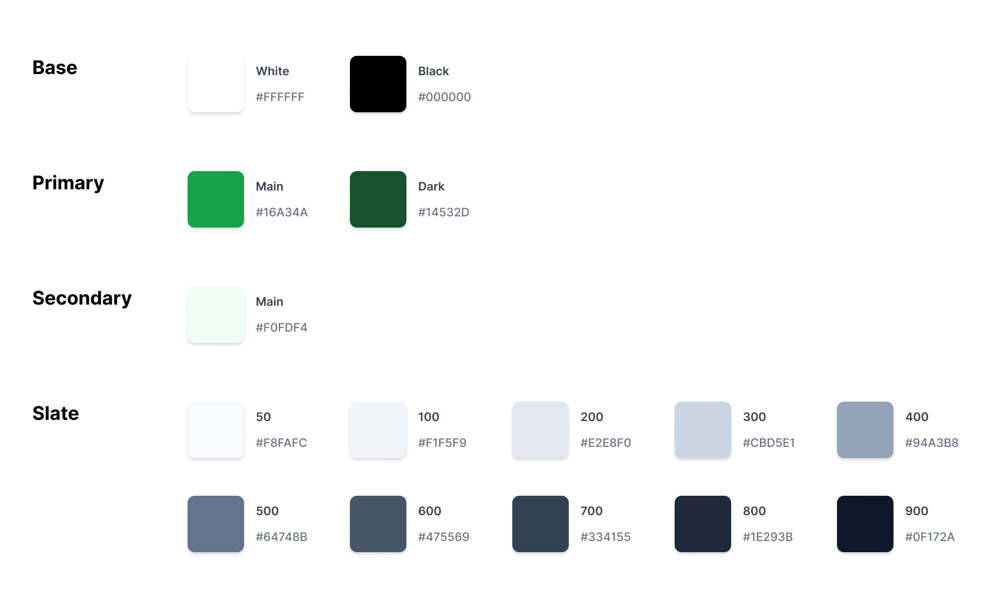 Base
White
#FFFFFF
Black
#000000
Primary
Main
#16A34A
Dark
#14532D
Secondary
Main
#F0FDF4
Slate
50
#F8FAFC
100
#F1F5F9
200
#E2E8F0
300
#CBD5E1
400
#94A3B8
500
#64748B
600
#475569
700
#334155
800
#1E293B
900
#0F172A